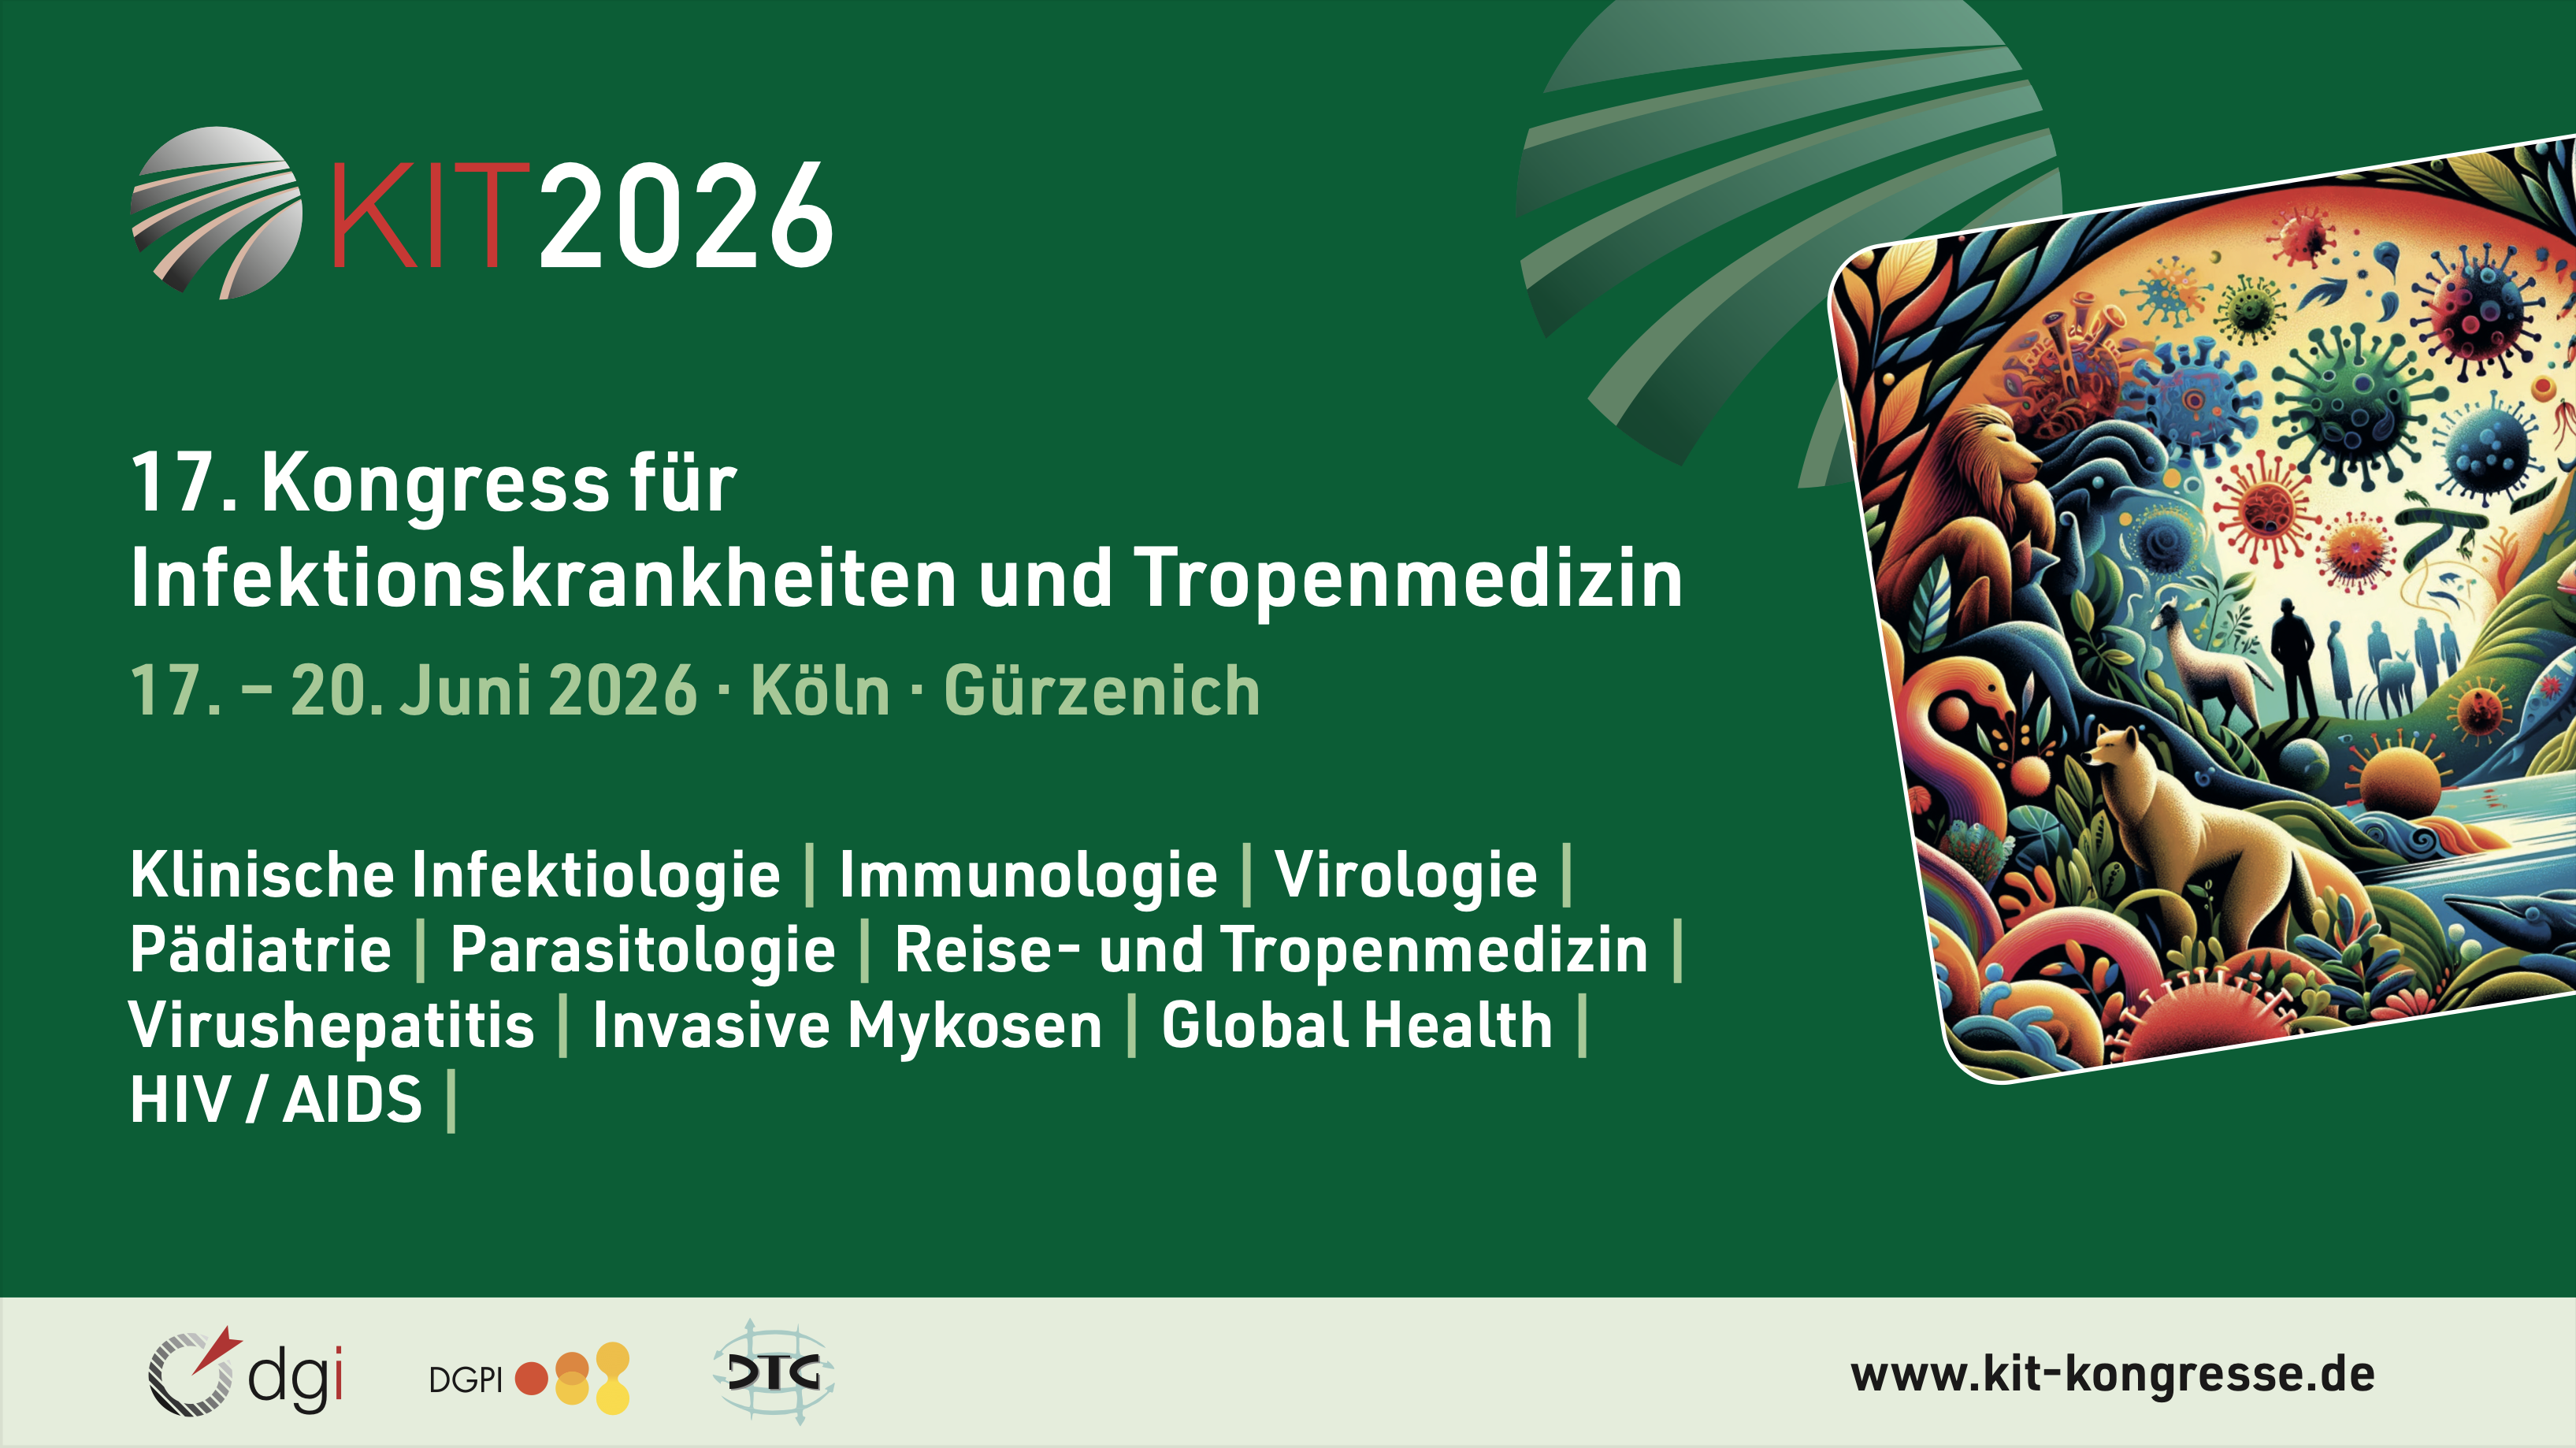 KIT2026
17. Kongress für
Infektionskrankheiten und Tropenmedizin
17. – 20. Juni 2026 · Köln · Gürzenich
Klinische Infektiologie | Immunologie | Virologie |
Pädiatrie | Parasitologie | Reise- und Tropenmedizin |
Virushepatitis | Invasive Mykosen | Global Health |
HIV / AIDS |
dgi
DGPI
DTG
www.kit-kongresse.de